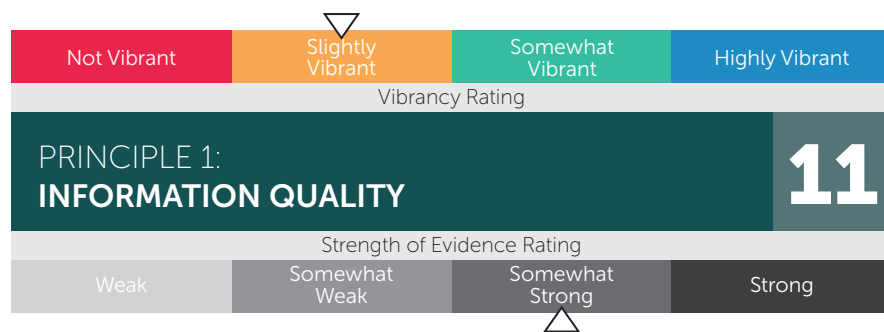 Not Vibrant
Slightly
Vibrant
Somewhat
Vibrant
Highly Vibrant
Vibrancy Rating
PRINCIPLE 1:
INFORMATION QUALITY
11
Strength of Evidence Rating
Weak
Somewhat
Weak
Somewhat
Strong
Strong